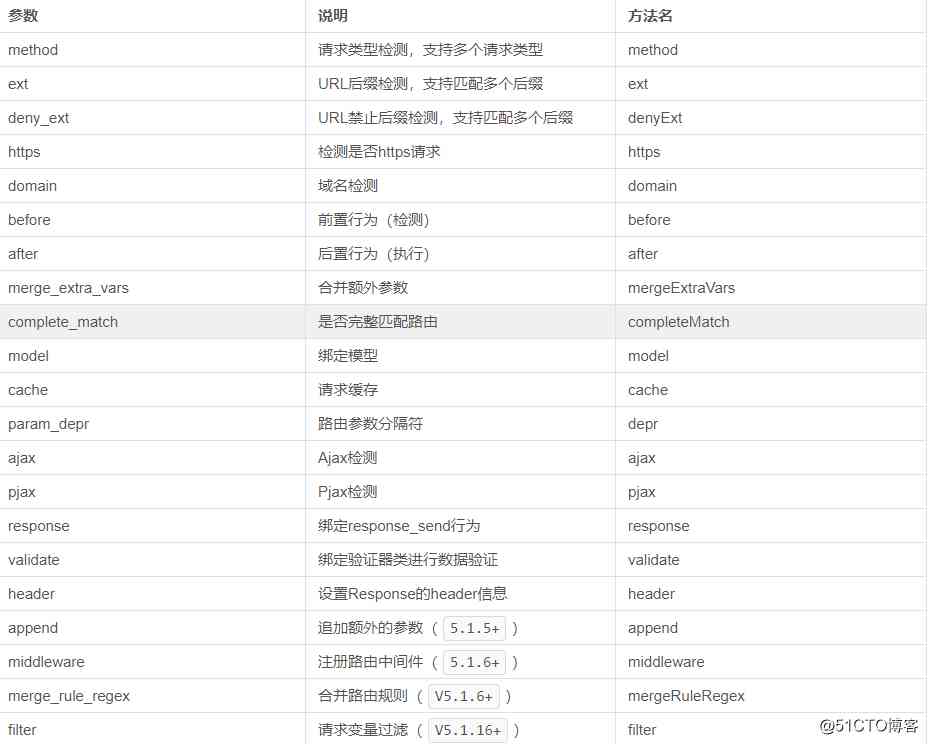 参数 说明 方法名
method 请求类型检测，支持多个请求类型 method
ext URL后缀检测，支持匹配多个后缀 ext
deny_ext URL禁止后缀检测，支持匹配多个后缀 denyExt
https 检测是否https请求 https
domain 域名检测 domain
before 前置行为（检测） before
after 后置行为（执行） after
merge_extra_vars 合并额外参数 mergeExtraVars
complete_match 是否完整匹配路由 completeMatch
model 绑定模型 model
cache 请求缓存 cache
param_depr 路由参数分隔符 depr
ajax Ajax检测 ajax
pjax Pjax检测 pjax
response 绑定response_send行为 response
validate 绑定验证器类进行数据验证 validate
header 设置Response的header信息 header
append 追加额外的参数（ 5.1.5+ ） append
middleware 注册路由中间件（ 5.1.6+ ） middleware
merge_rule_regex 合并路由规则（ V5.1.6+ ） mergeRuleRegex
filter 请求变量过滤（ V5.1.16+ ） filter
@51CTO博客